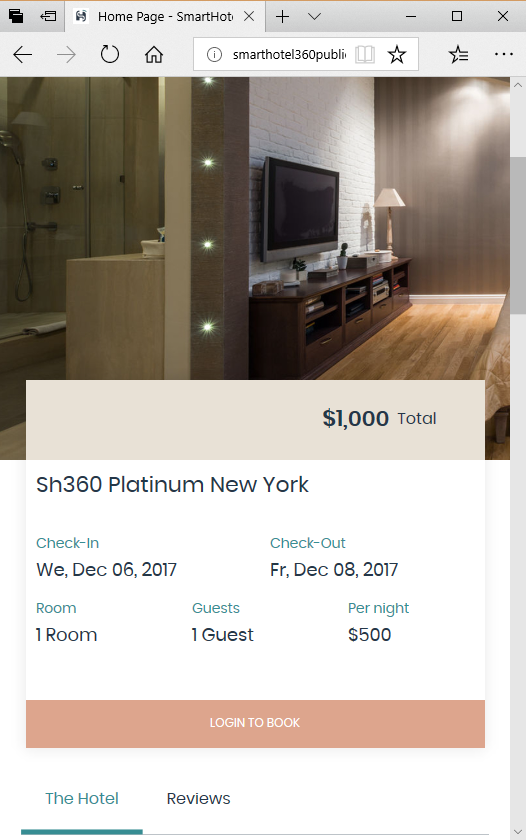 Home Page - SmartHot
smarthotel360publi
$1,000 Total
Sh360 Platinum New York
Check-In Check-Out
We, Dec 06, 2017 Fr, Dec 08, 2017
Room Guests Per night
1 Room 1 Guest $500
LOGIN TO BOOK
The Hotel Reviews